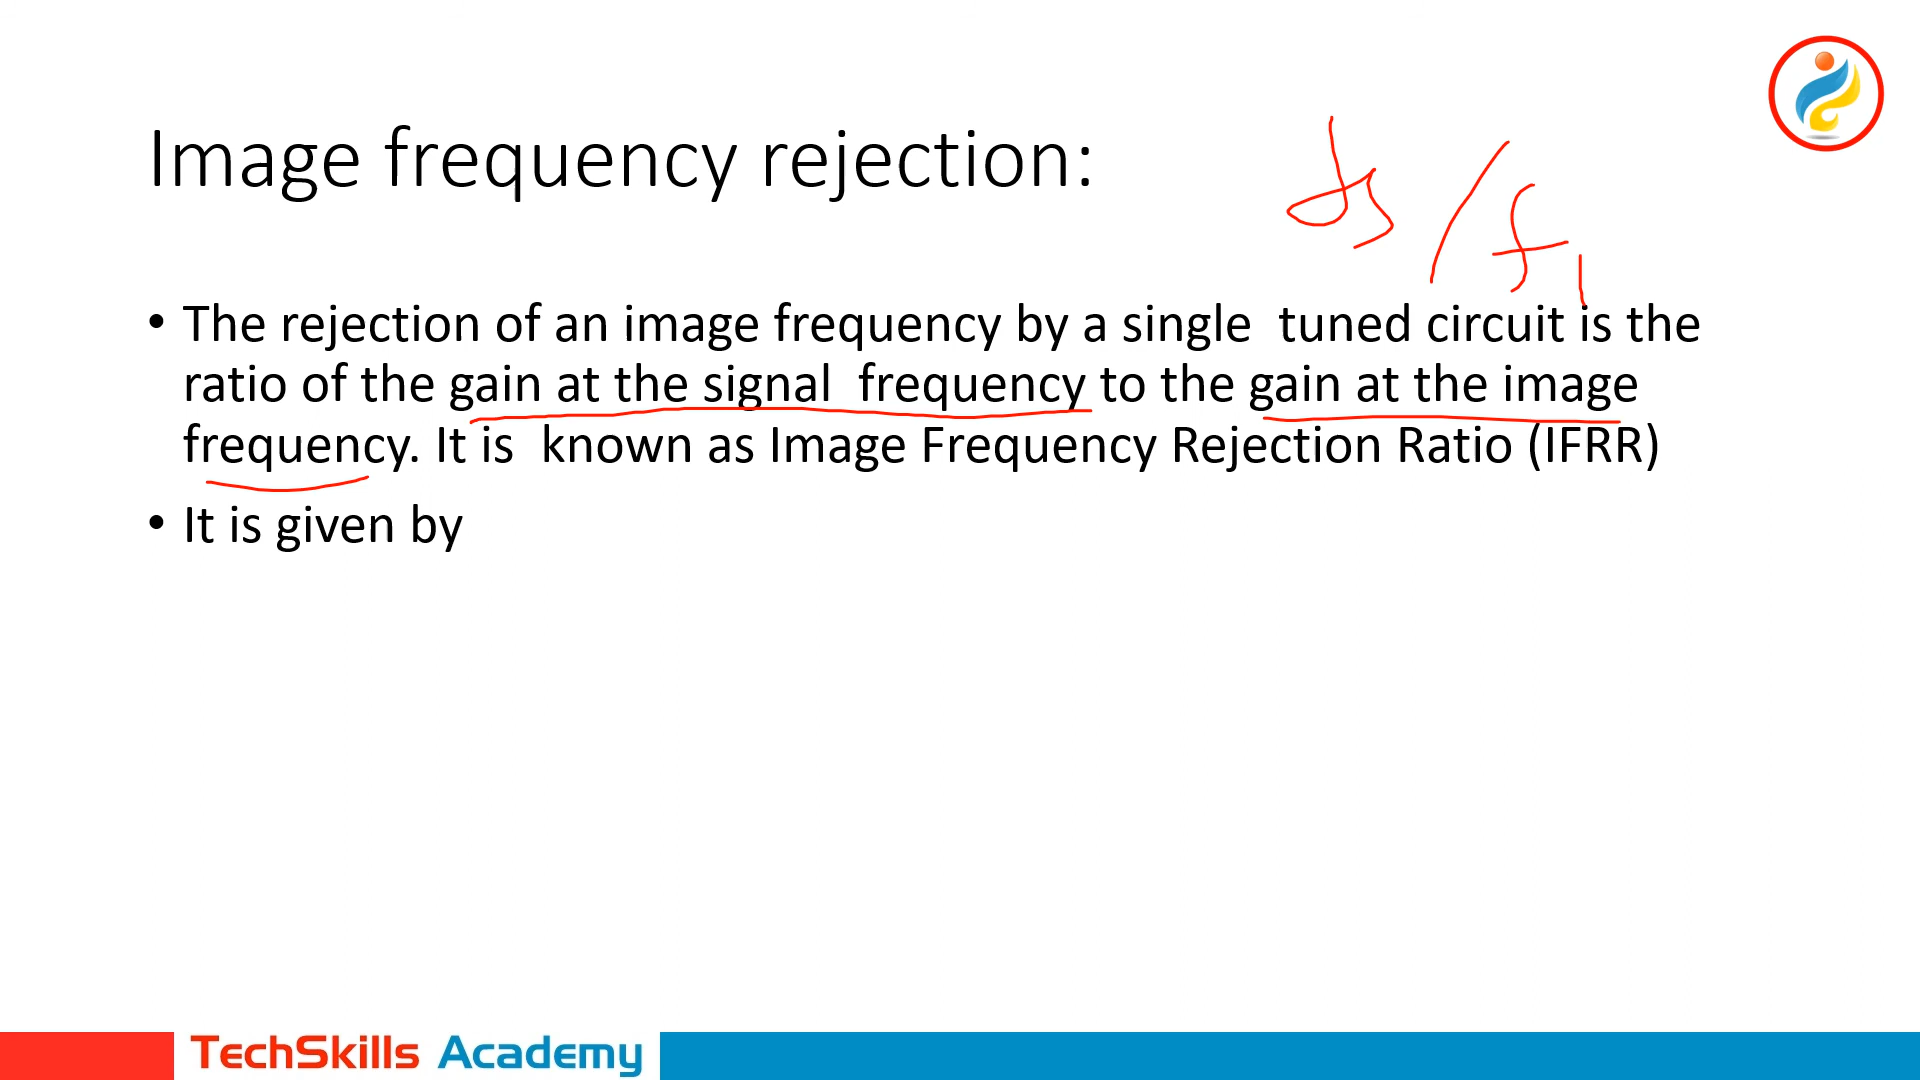 Image frequency rejection:
fs / f1
• The rejection of an image frequency by a single tuned circuit is the
ratio of the gain at the signal frequency to the gain at the image
frequency. It is known as Image Frequency Rejection Ratio (IFRR)
• It is given by
TechSkills Academy